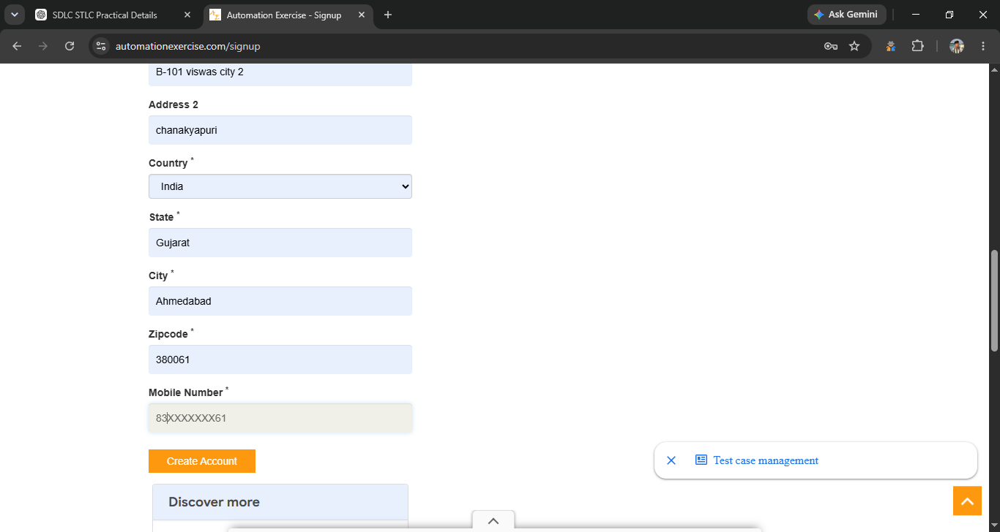 SDLC STLC Practical Details
Automation Exercise - Signup
Ask Gemini
automationexercise.com/signup
B-101 viswas city 2
Address 2
chanakyapuri
Country *
India
State *
Gujarat
City *
Ahmedabad
Zipcode *
380061
Mobile Number *
83XXXXXXX61
Create Account
Test case management
Discover more